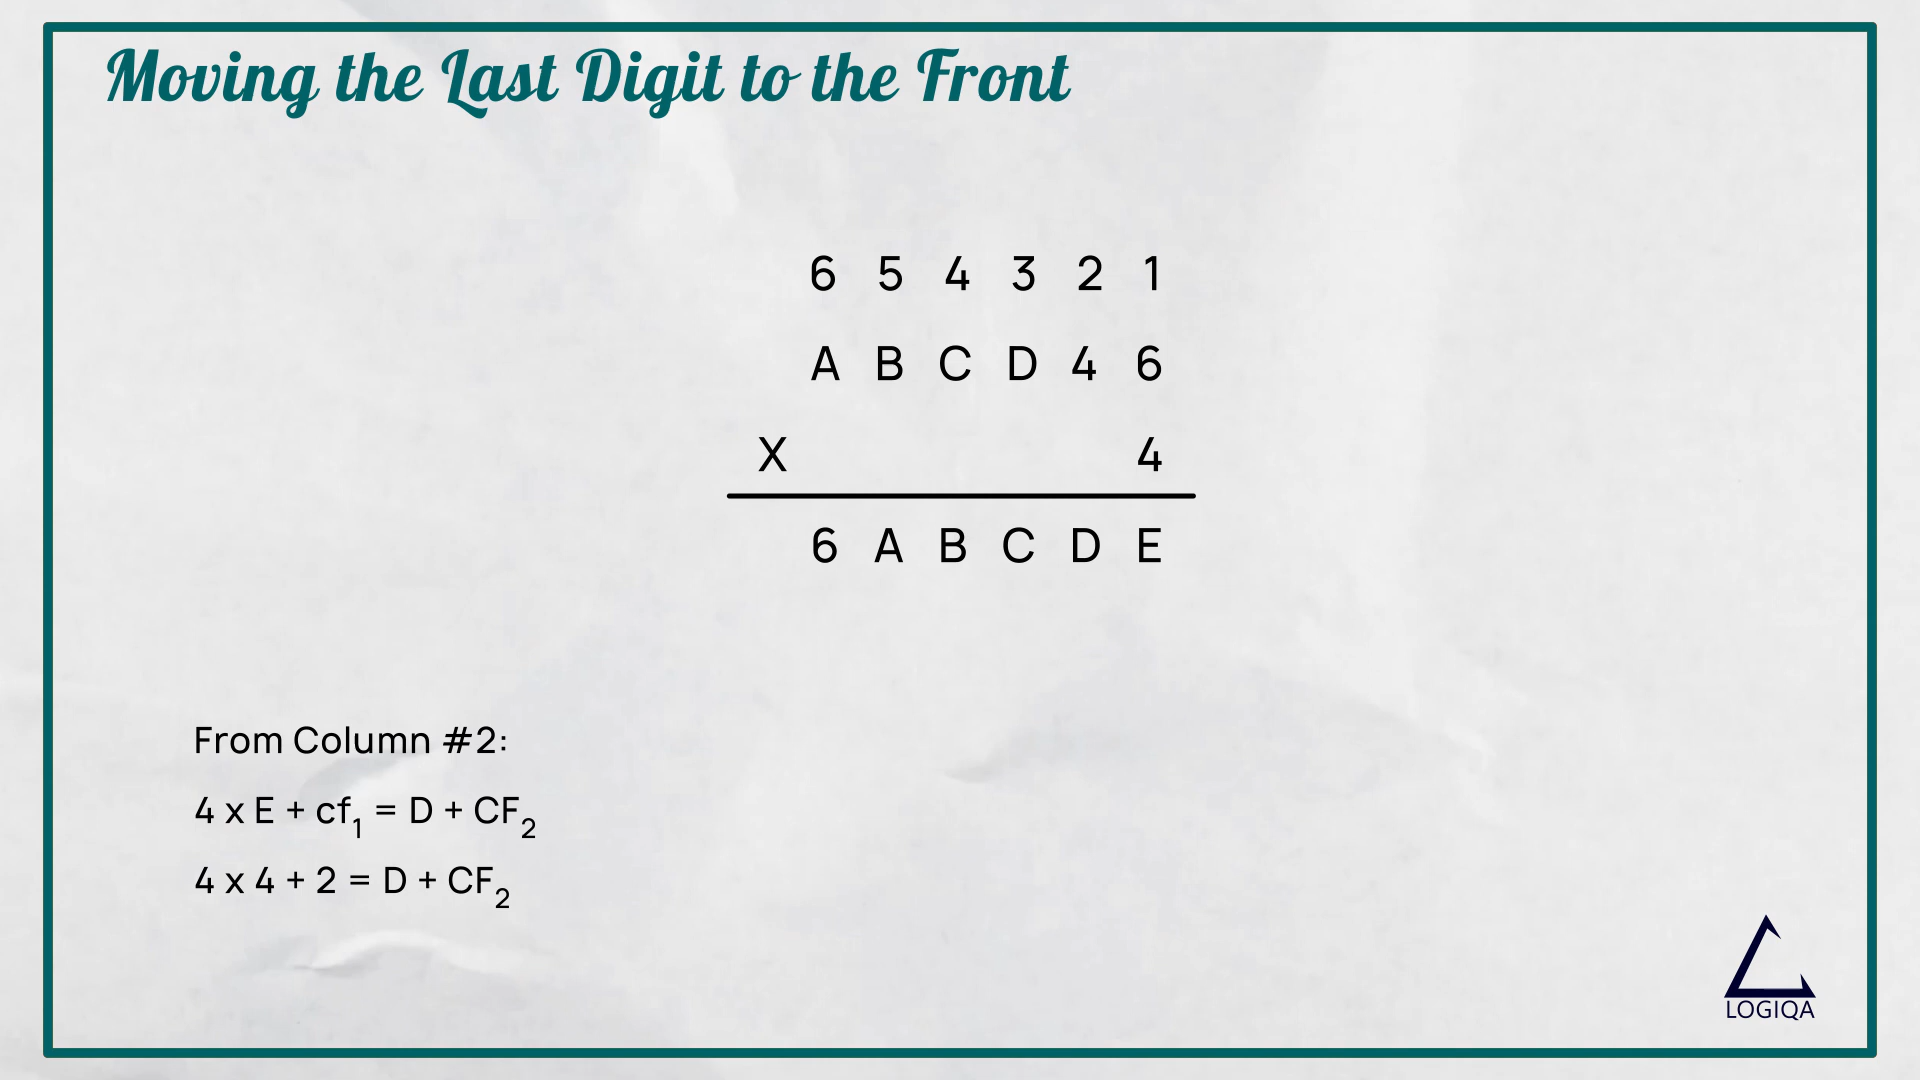 Moving the Last Digit to the Front
6 5 4 3 2 1
A B C D 4 6
X 4
6 A B C D E
From Column #2:
4 x E + cf₁ = D + CF₂
4 x 4 + 2 = D + CF₂
LOGIQA